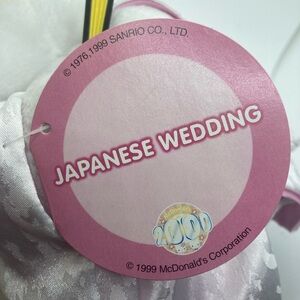 © 1976,1999 SANRIO CO., LTD.
JAPANESE WEDDING
2000
© 1999 McDonald's Corporation